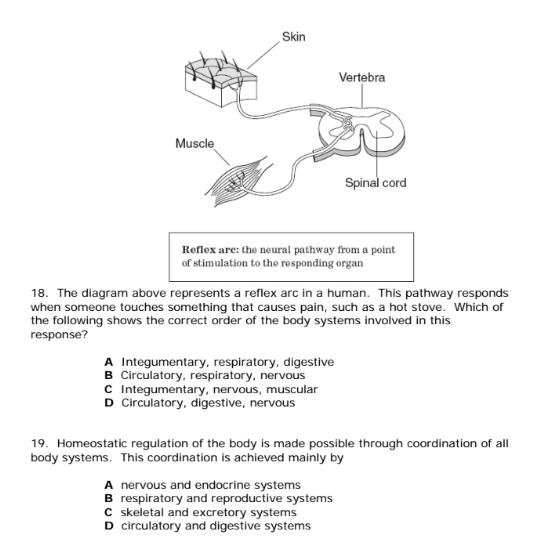 Skin
Vertebra
Muscle
Spinal cord
Reflex arc: the neural pathway from a point
of stimulation to the responding organ
18. The diagram above represents a reflex arc in a human. This pathway responds
when someone touches something that causes pain, such as a hot stove. Which of
the following shows the correct order of the body systems involved in this
response?
A Integumentary, respiratory, digestive
B Circulatory, respiratory, nervous
C Integumentary, nervous, muscular
D Circulatory, digestive, nervous
19. Homeostatic regulation of the body is made possible through coordination of all
body systems. This coordination is achieved mainly by
A nervous and endocrine systems
B respiratory and reproductive systems
C skeletal and excretory systems
D circulatory and digestive systems